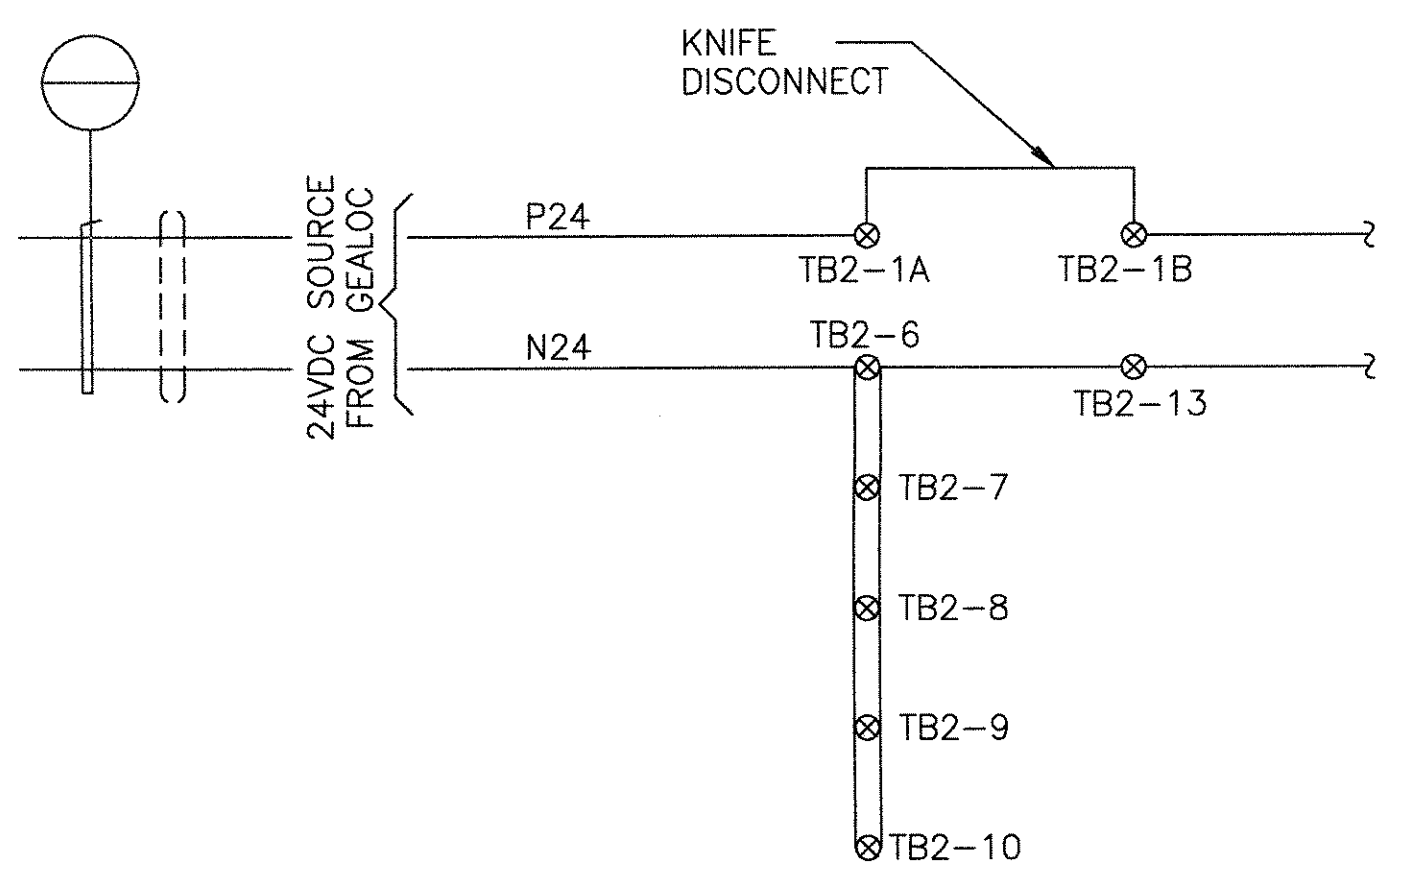 KNIFE
DISCONNECT
24VDC SOURCE
FROM GEALOC
P24
TB2-1A
TB2-1B
N24
TB2-6
TB2-13
TB2-7
TB2-8
TB2-9
TB2-10